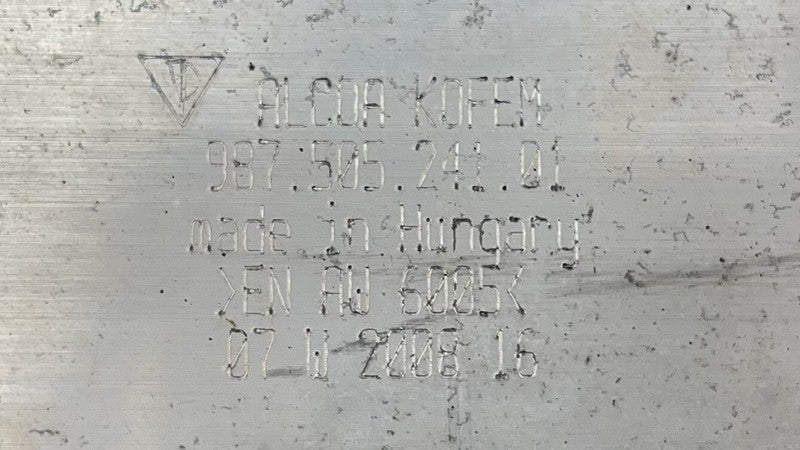 ALCOA KOFEM
987.505.241.01
made in Hungary
>EN AW 6005<
07 W 2008 16